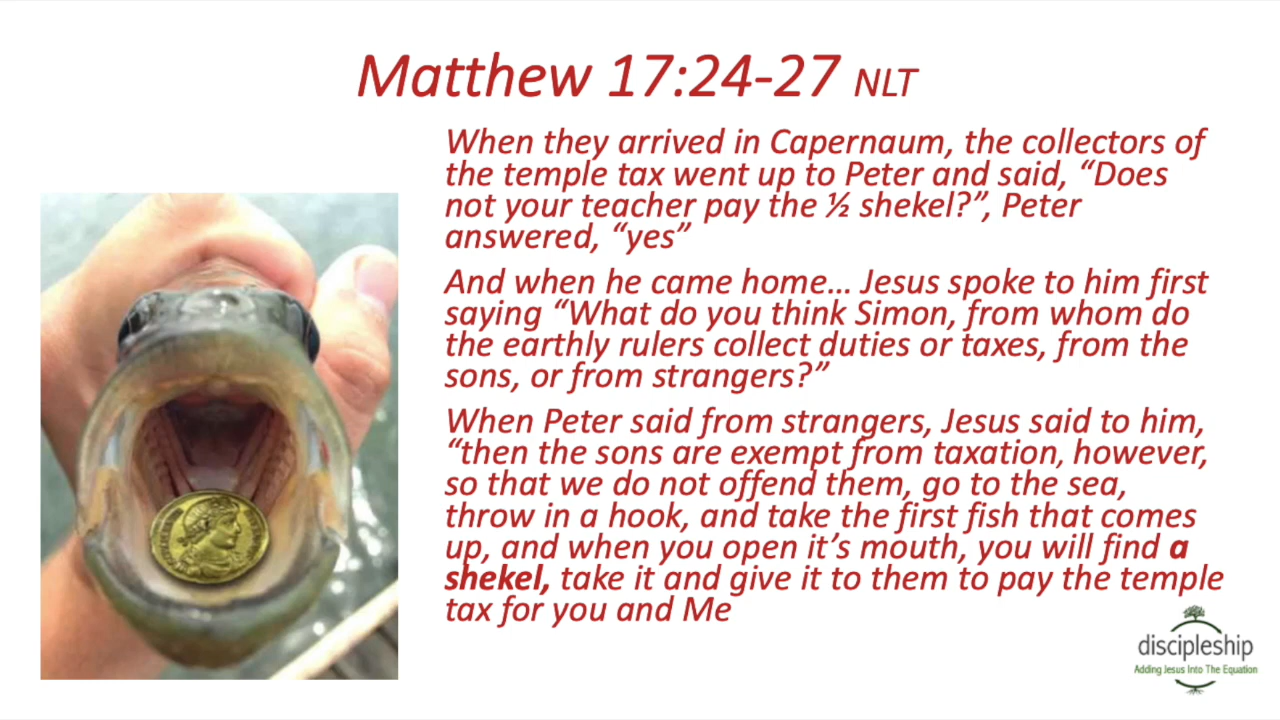 Matthew 17:24-27 NLT
When they arrived in Capernaum, the collectors of
the temple tax went up to Peter and said, “Does
not your teacher pay the ½ shekel?”, Peter
answered, “yes”
And when he came home... Jesus spoke to him first
saying “What do you think Simon, from whom do
the earthly rulers collect duties or taxes, from the
sons, or from strangers?”
When Peter said from strangers, Jesus said to him,
“then the sons are exempt from taxation, however,
so that we do not offend them, go to the sea,
throw in a hook, and take the first fish that comes
up, and when you open it’s mouth, you will find a
shekel, take it and give it to them to pay the temple
tax for you and Me
discipleship
Adding Jesus Into The Equation